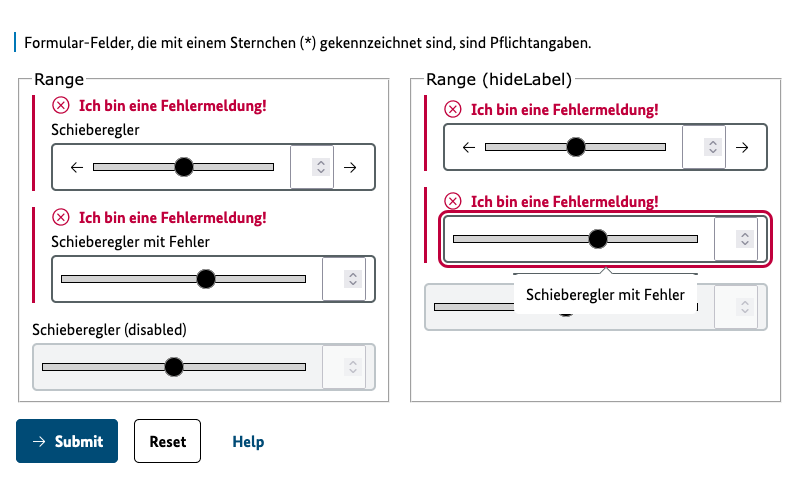 Formular-Felder, die mit einem Sternchen (*) gekennzeichnet sind, sind Pflichtangaben.
Range
Ich bin eine Fehlermeldung!
Schieberegler
Ich bin eine Fehlermeldung!
Schieberegler mit Fehler
Schieberegler (disabled)
Range (hideLabel)
Ich bin eine Fehlermeldung!
Ich bin eine Fehlermeldung!
Schieberegler mit Fehler
Submit
Reset
Help